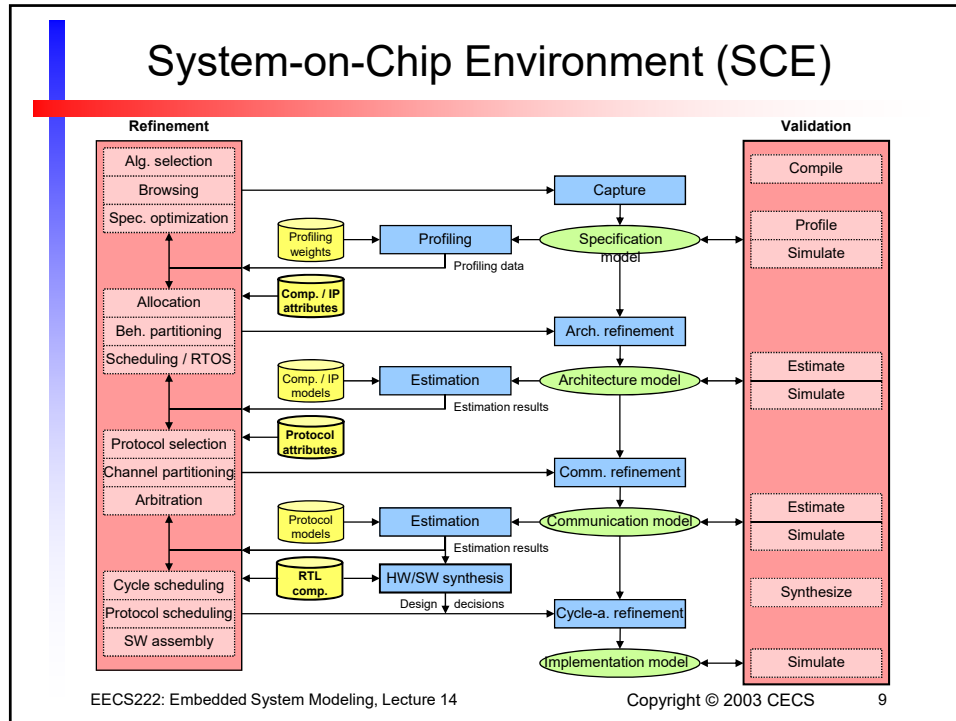 System-on-Chip Environment (SCE)
Refinement
Validation
Alg. selection
Browsing
Spec. optimization
Capture
Compile
Profiling
weights
Profiling
Specification
model
Profile
Simulate
Profiling data
Comp. / IP
attributes
Allocation
Beh. partitioning
Scheduling / RTOS
Arch. refinement
Comp. / IP
models
Estimation
Architecture model
Estimate
Simulate
Estimation results
Protocol
attributes
Protocol selection
Channel partitioning
Arbitration
Comm. refinement
Protocol
models
Estimation
Communication model
Estimate
Simulate
Estimation results
RTL
comp.
HW/SW synthesis
Cycle scheduling
Protocol scheduling
SW assembly
Design decisions
Cycle-a. refinement
Synthesize
Implementation model
Simulate
EECS222: Embedded System Modeling, Lecture 14
Copyright © 2003 CECS
9